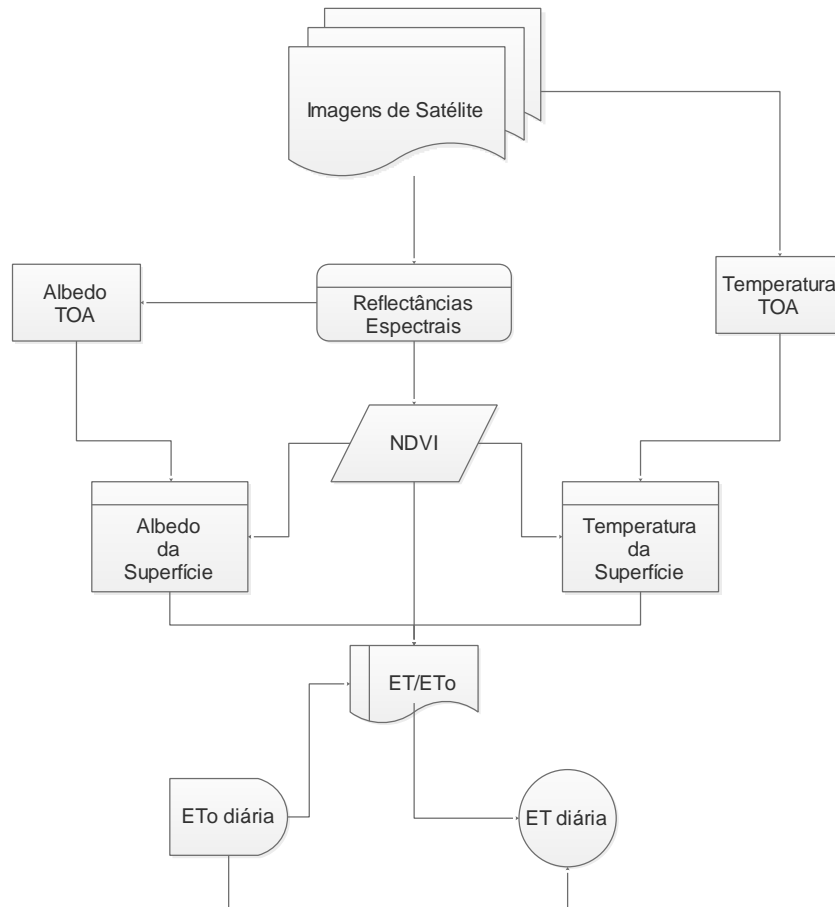 Imagens de Satélite
Albedo
TOA
Reflectâncias
Espectrais
Temperatura
TOA
NDVI
Albedo
da
Superfície
Temperatura
da
Superfície
ET/ETo
ETo diária
ET diária